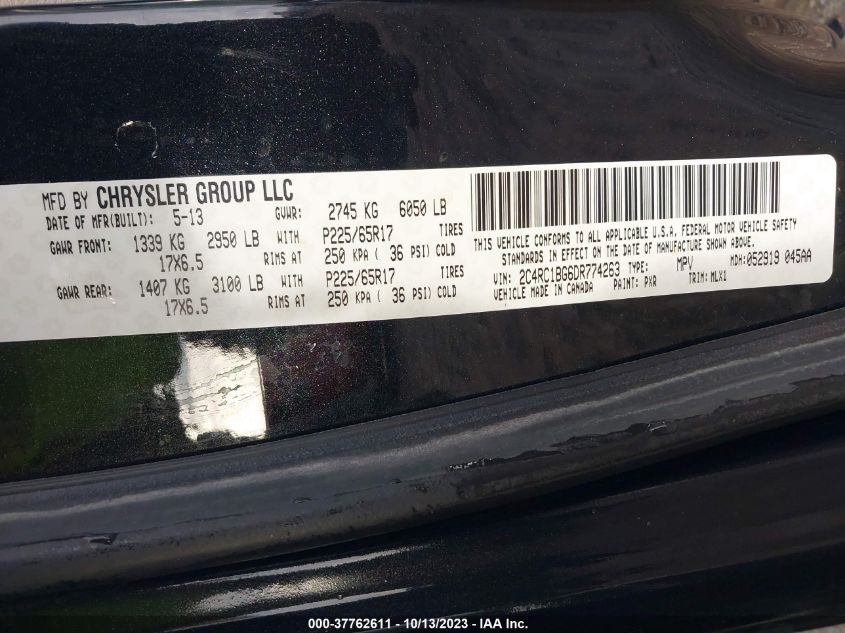 MFD BY CHRYSLER GROUP LLC
DATE OF MFR(BUILT): 5-13 GVWR: 2745 KG 6050 LB
GAWR FRONT: 1339 KG 2950 LB WITH P225/65R17 TIRES
17X6.5 RIMS AT 250 KPA ( 36 PSI) COLD
GAWR REAR: 1407 KG 3100 LB WITH P225/65R17 TIRES
17X6.5 RIMS AT 250 KPA ( 36 PSI) COLD
THIS VEHICLE CONFORMS TO ALL APPLICABLE U.S.A. FEDERAL MOTOR VEHICLE SAFETY
STANDARDS IN EFFECT ON THE DATE OF MANUFACTURE SHOWN ABOVE.
VIN: 2C4RC1BG6DR774263 TYPE: MPV MDH:052919 045AA
MADE IN CANADA PAINT: PXR TRIM: MLX1
000-37762611 - 10/13/2023 - IAA Inc.